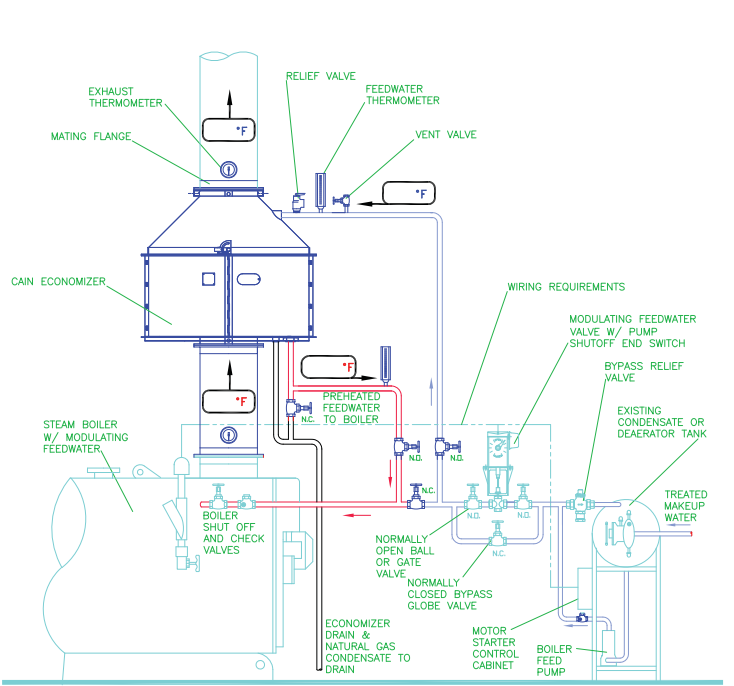 RELIEF VALVE
EXHAUST
THERMOMETER
FEEDWATER
THERMOMETER
MATING FLANGE
°F
VENT VALVE
°F
CAIN ECONOMIZER
WIRING REQUIREMENTS
MODULATING FEEDWATER
VALVE W/ PUMP
SHUTOFF END SWITCH
°F
BYPASS RELIEF
VALVE
°F
PREHEATED
FEEDWATER
TO BOILER
N.C.
EXISTING
CONDENSATE OR
DEAERATOR TANK
STEAM BOILER
W/ MODULATING
FEEDWATER
N.O.
N.O.
N.C.
TREATED
MAKEUP
WATER
BOILER
SHUT OFF
AND CHECK
VALVES
N.O.
N.O.
NORMALLY
OPEN BALL
OR GATE
VALVE
N.C.
NORMALLY
CLOSED BYPASS
GLOBE VALVE
ECONOMIZER
DRAIN &
NATURAL GAS
CONDENSATE TO
DRAIN
MOTOR
STARTER
CONTROL
CABINET
BOILER
FEED
PUMP